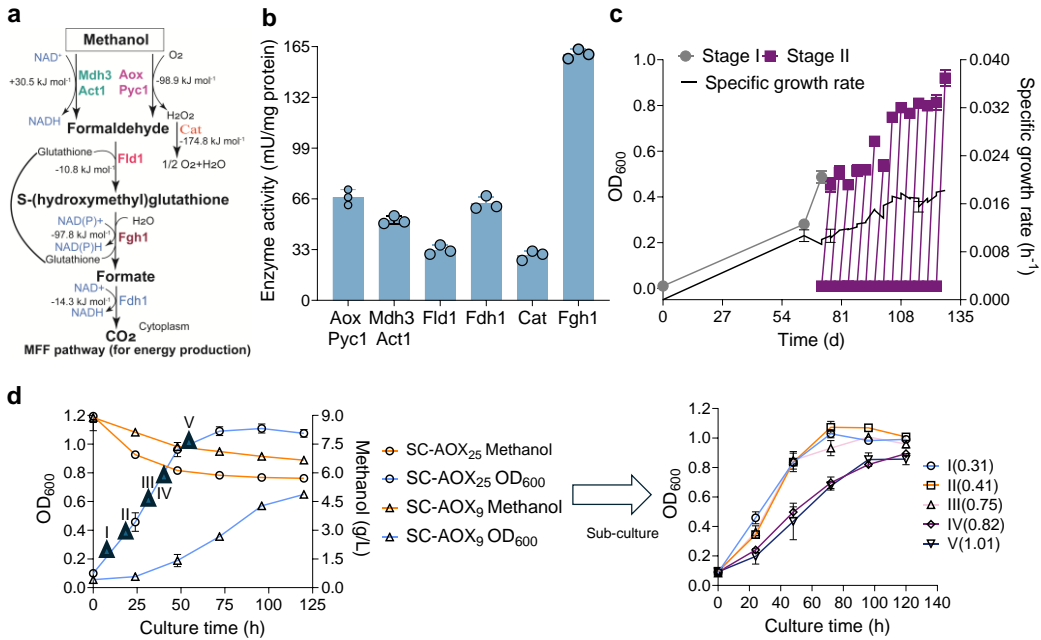 a
Methanol
NAD⁺
O₂
+30.5 kJ mol⁻¹
Mdh3
Act1
Aox
Pyc1
-98.9 kJ mol⁻¹
NADH
H₂O₂
Formaldehyde
Cat
-174.8 kJ mol⁻¹
Glutathione
Fld1
-10.8 kJ mol⁻¹
1/2 O₂+H₂O
S-(hydroxymethyl)glutathione
NAD(P)+
H₂O
-97.8 kJ mol⁻¹
Fgh1
NAD(P)H
Glutathione
Formate
NAD+
-14.3 kJ mol⁻¹
Fdh1
NADH
CO₂
Cytoplasm
MFF pathway (for energy production)
b
Enzyme activity (mU/mg protein)
165
132
99
66
33
0
Aox
Pyc1
Mdh3
Act1
Fld1
Fdh1
Cat
Fgh1
c
Stage I
Stage II
Specific growth rate
OD₆₀₀
1.0
0.8
0.6
0.4
0.2
0.0
0.040
0.032
0.024
0.016
0.008
0.000
Specific
growth rate (h⁻¹)
0 27 54 81 108 135
Time (d)
d
OD₆₀₀
1.2
1.0
0.8
0.6
0.4
0.2
0.0
I
II
III
IV
V
9.0
7.5
6.0
4.5
3.0
1.5
0.0
Methanol (g/L)
0 25 50 75 100 125
Culture time (h)
SC-AOX₂₅ Methanol
SC-AOX₂₅ OD₆₀₀
SC-AOX₉ Methanol
SC-AOX₉ OD₆₀₀
Sub-culture
OD₆₀₀
1.2
1.0
0.8
0.6
0.4
0.2
0.0
0 20 40 60 80 100 120 140
Culture time (h)
I(0.31)
II(0.41)
III(0.75)
IV(0.82)
V(1.01)